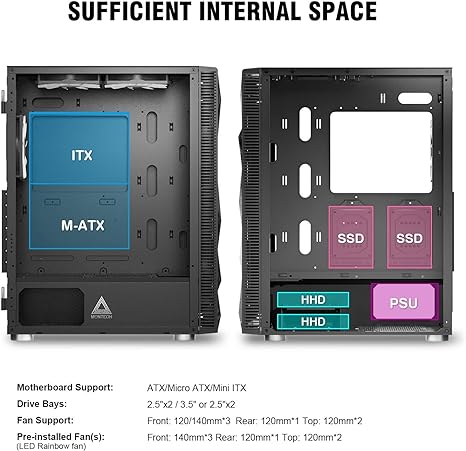 SUFFICIENT INTERNAL SPACE
ITX
M-ATX
MONTECH
SSD SSD
HHD
HHD
PSU
Motherboard Support: ATX/Micro ATX/Mini ITX
Drive Bays: 2.5"x2 / 3.5" or 2.5"x2
Fan Support: Front: 120/140mm*3 Rear: 120mm*1 Top: 120mm*2
Pre-installed Fan(s): Front: 140mm*3 Rear: 120mm*1 Top: 120mm*2
(LED Rainbow fan)